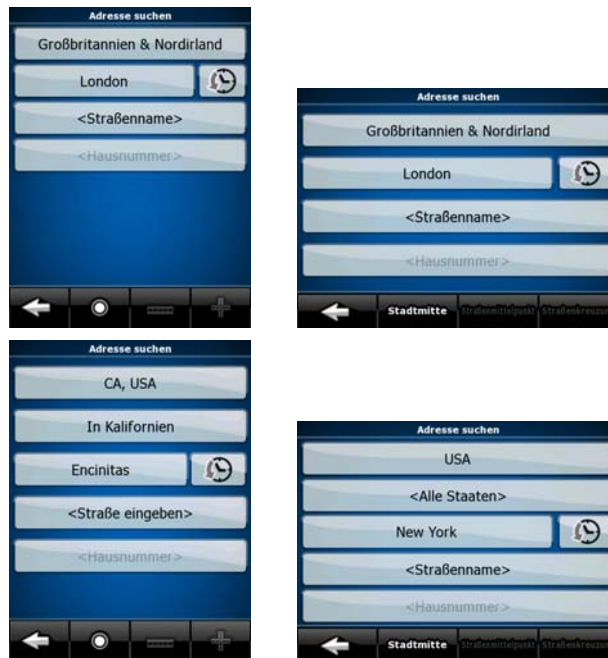 Adresse suchen
Großbritannien & Nordirland
London
<Straßenname>
<Hausnummer>
Adresse suchen
Großbritannien & Nordirland
London
<Straßenname>
<Hausnummer>
Stadtmitte Straßenmittelpunkt
Adresse suchen
CA, USA
In Kalifornien
Encinitas
<Straße eingeben>
<Hausnummer>
Adresse suchen
USA
<Alle Staaten>
New York
<Straßenname>
<Hausnummer>
Stadtmitte Straßenmittelpunkt